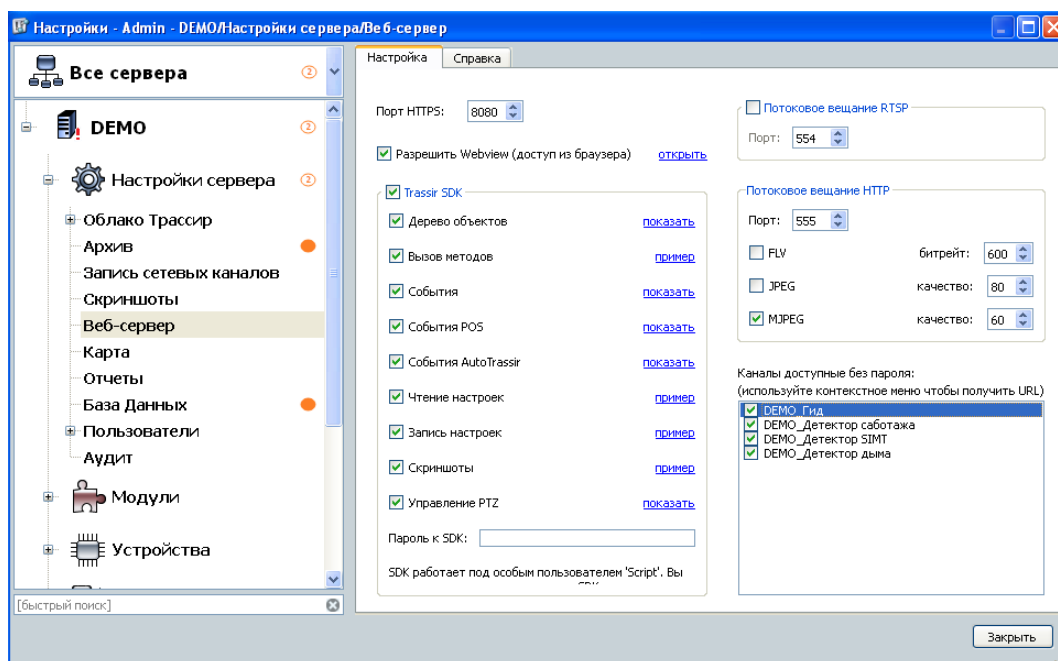 Настройки - Admin - DEMO/Настройки сервера/Веб-сервер
Все сервера 2
DEMO 2
Настройки сервера 2
Облако Трассир
Архив
Запись сетевых каналов
Скриншоты
Веб-сервер
Карта
Отчеты
База Данных
Пользователи
Аудит
Модули
Устройства
[быстрый поиск]
Настройка Справка
Порт HTTPS: 8080
Разрешить Webview (доступ из браузера) открыть
Trassir SDK
Дерево объектов показать
Вызов методов пример
События показать
События POS показать
События AutoTrassir показать
Чтение настроек пример
Запись настроек пример
Скриншоты пример
Управление PTZ показать
Пароль к SDK:
SDK работает под особым пользователем 'Script'. Вы
Потоковое вещание RTSP
Порт: 554
Потоковое вещание HTTP
Порт: 555
FLV битрейт: 600
JPEG качество: 80
MJPEG качество: 60
Каналы доступные без пароля:
(используйте контекстное меню чтобы получить URL)
DEMO_Гид
DEMO_Детектор саботажа
DEMO_Детектор SIMT
DEMO_Детектор дыма
Закрыть